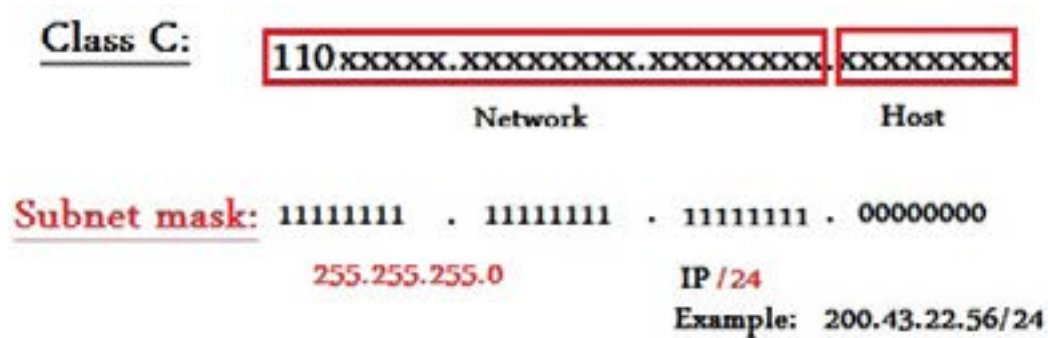 Class C: 110xxxxx.xxxxxxxx.xxxxxxxx.xxxxxxxx
Network Host
Subnet mask: 11111111 . 11111111 . 11111111 . 00000000
255.255.255.0 IP /24
Example: 200.43.22.56/24